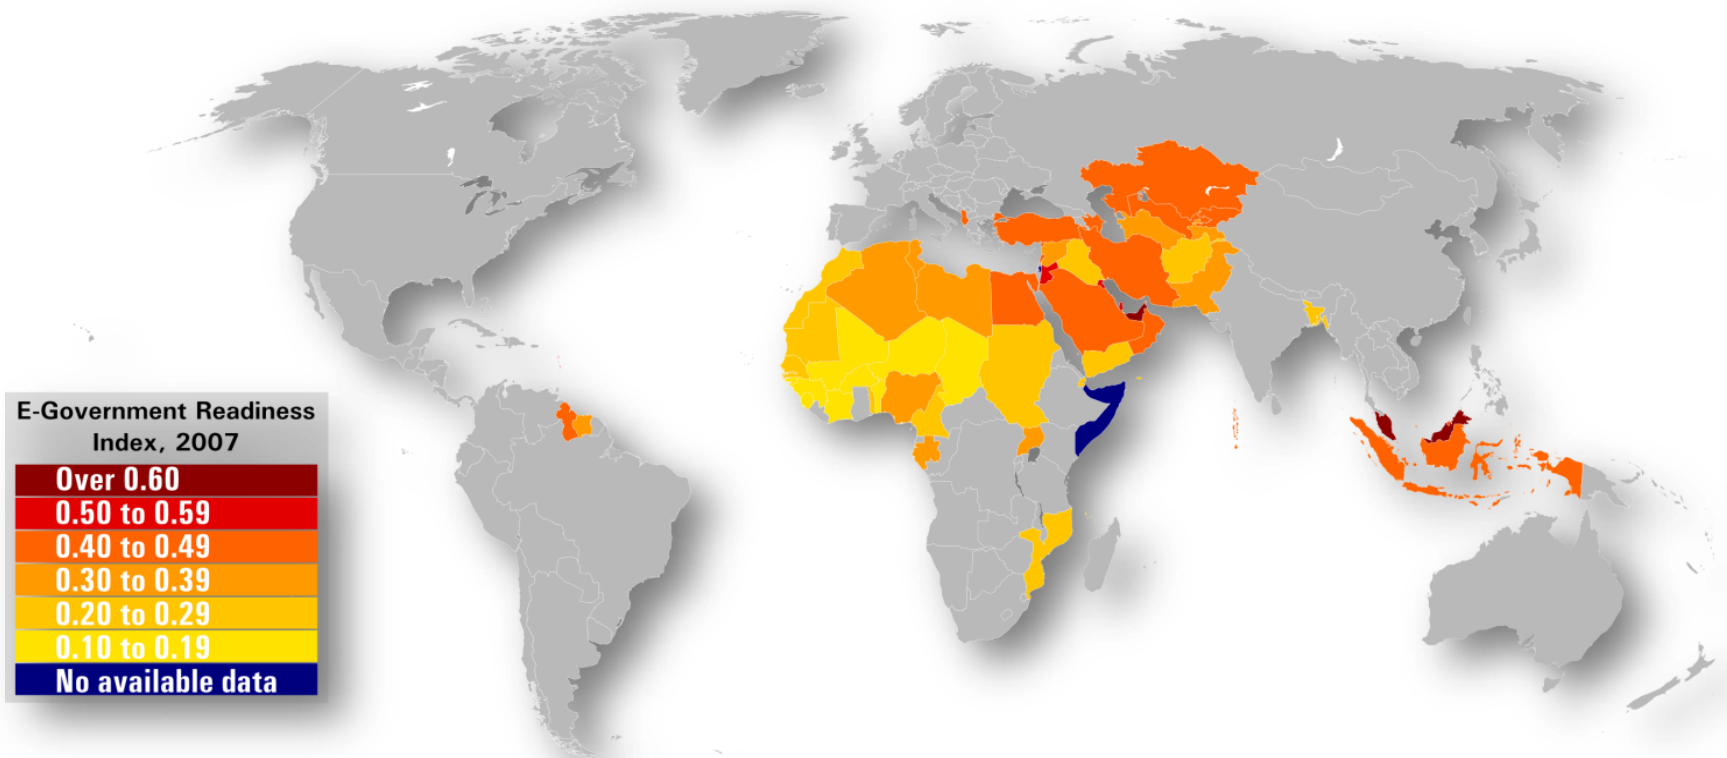 E-Government Readiness
Index, 2007
Over 0.60
0.50 to 0.59
0.40 to 0.49
0.30 to 0.39
0.20 to 0.29
0.10 to 0.19
No available data